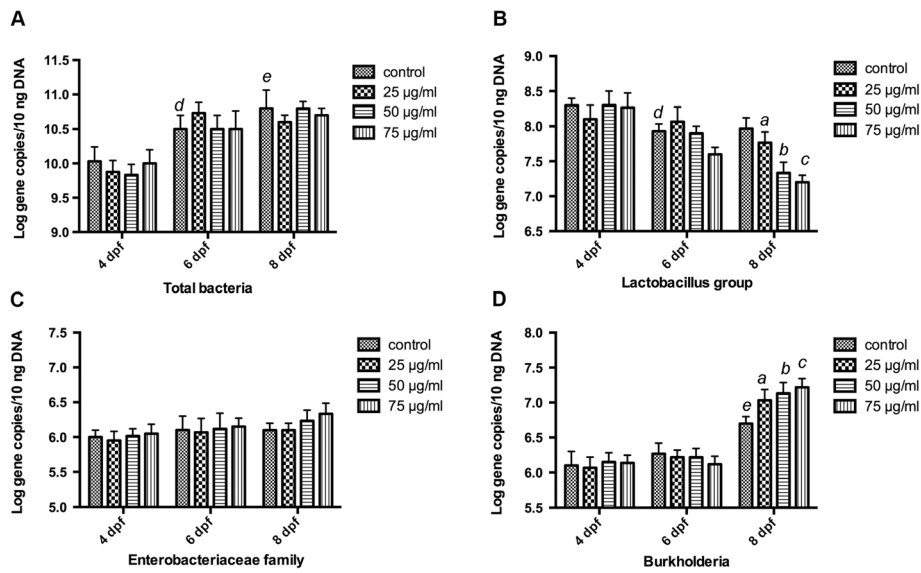 A
Log gene copies/10 ng DNA
11.5
11.0
10.5
10.0
9.5
9.0
d
e
control
25 µg/ml
50 µg/ml
75 µg/ml
4 dpf
6 dpf
8 dpf
Total bacteria
B
Log gene copies/10 ng DNA
9.0
8.5
8.0
7.5
7.0
6.5
d
a
b
c
control
25 µg/ml
50 µg/ml
75 µg/ml
4 dpf
6 dpf
8 dpf
Lactobacillus group
C
Log gene copies/10 ng DNA
7.5
7.0
6.5
6.0
5.5
5.0
control
25 µg/ml
50 µg/ml
75 µg/ml
4 dpf
6 dpf
8 dpf
Enterobacteriaceae family
D
Log gene copies/10 ng DNA
8.0
7.5
7.0
6.5
6.0
5.5
e
a
b
c
control
25 µg/ml
50 µg/ml
75 µg/ml
4 dpf
6 dpf
8 dpf
Burkholderia